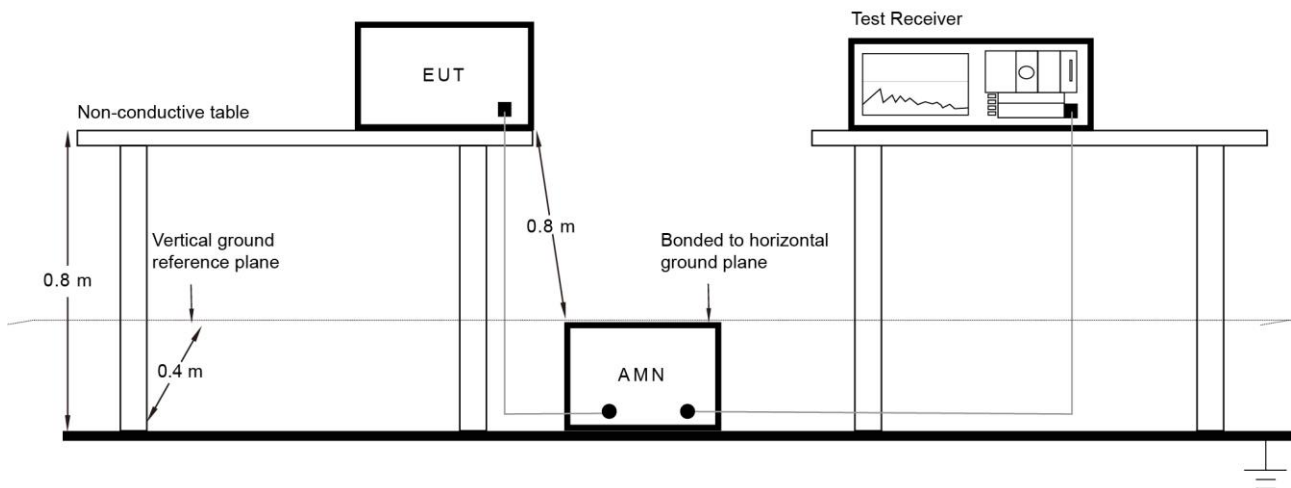 Test Receiver
EUT
Non-conductive table
0.8 m
Vertical ground
reference plane
Bonded to horizontal
ground plane
0.8 m
0.4 m
AMN